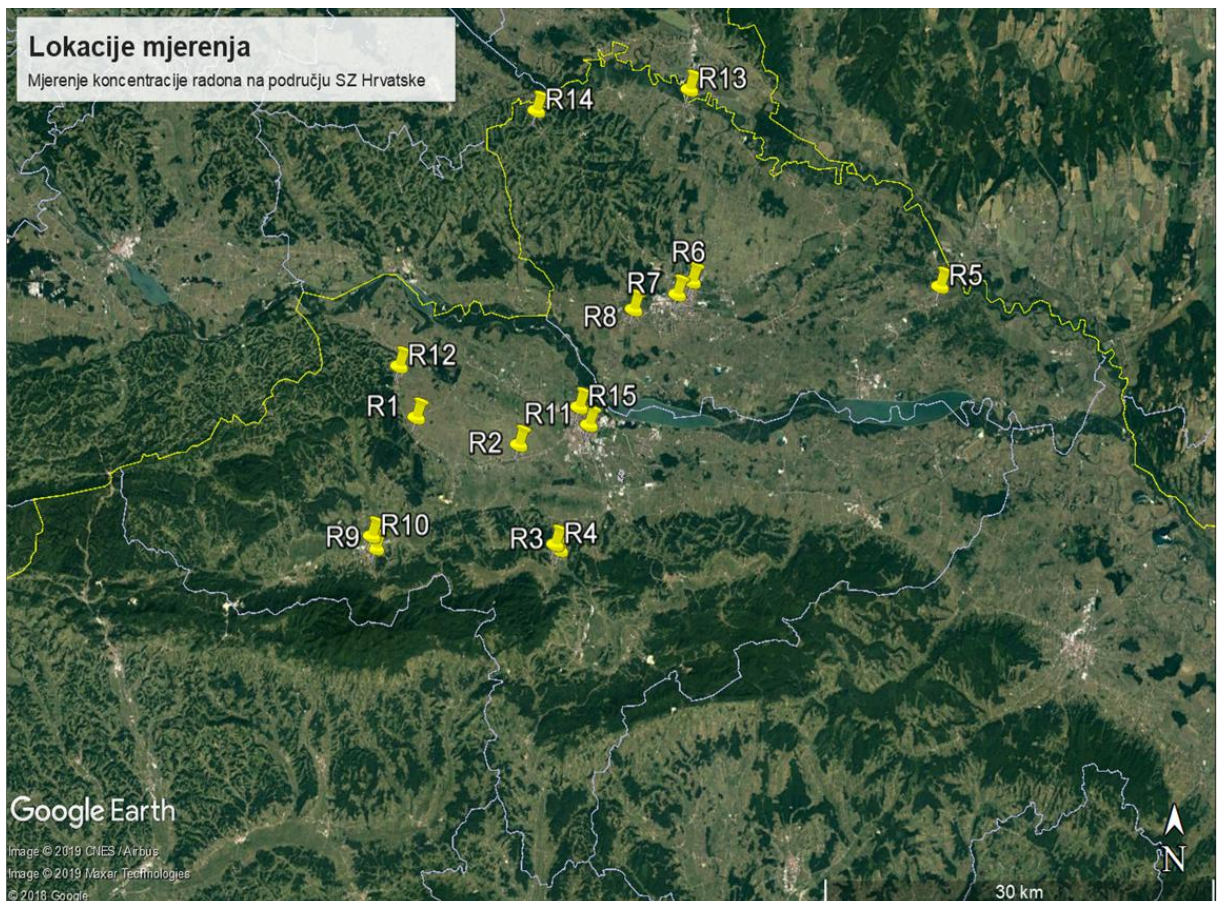 Lokacije mjerenja
Mjerenje koncentracije radona na području SZ Hrvatske
R13
R14
R6
R7
R5
R8
R12
R15
R1
R11
R2
R10
R9
R3
R4
Google Earth
Image © 2019 CNES / Airbus
Image © 2019 Maxar Technologies
© 2018 Google
N
30 km